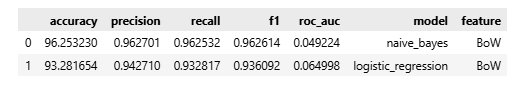 accuracy precision recall f1 roc_auc model feature
0 96.253230 0.962701 0.962532 0.962614 0.049224 naive_bayes BoW
1 93.281654 0.942710 0.932817 0.936092 0.064998 logistic_regression BoW